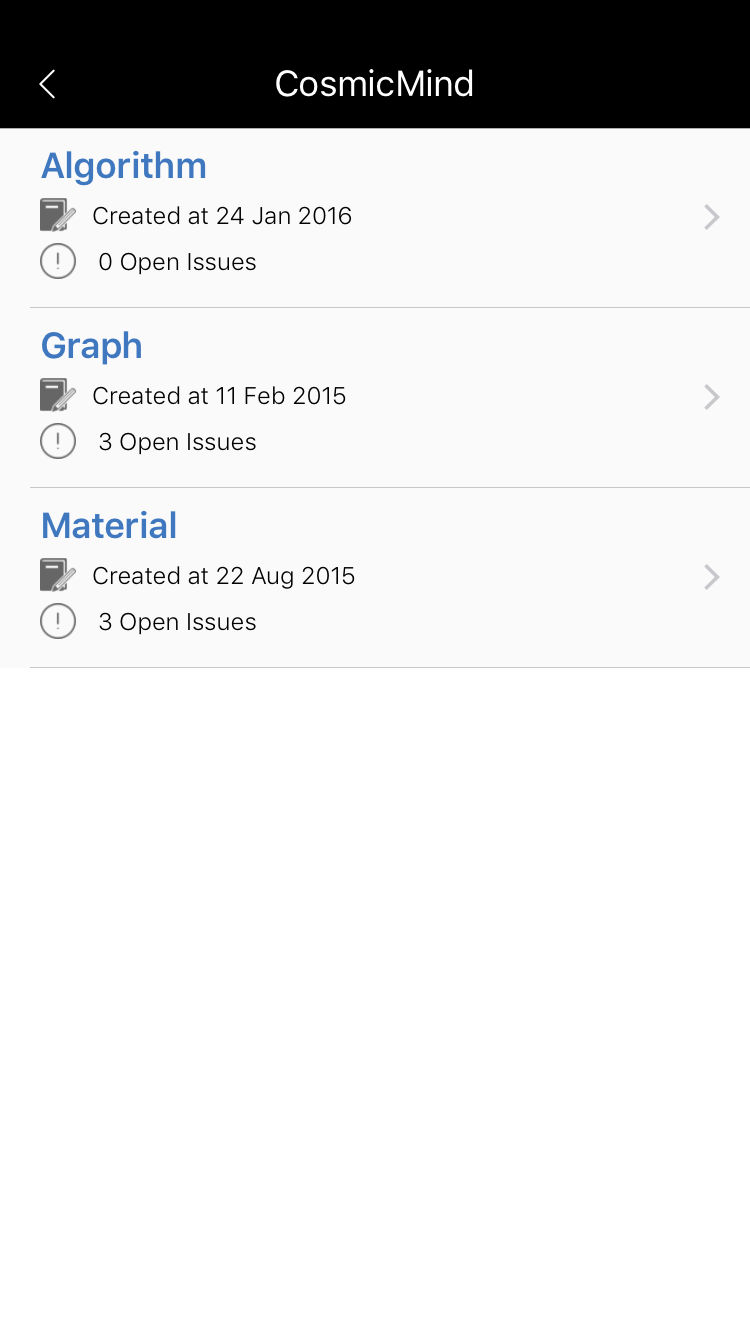 CosmicMind
Algorithm
Created at 24 Jan 2016
0 Open Issues
Graph
Created at 11 Feb 2015
3 Open Issues
Material
Created at 22 Aug 2015
3 Open Issues